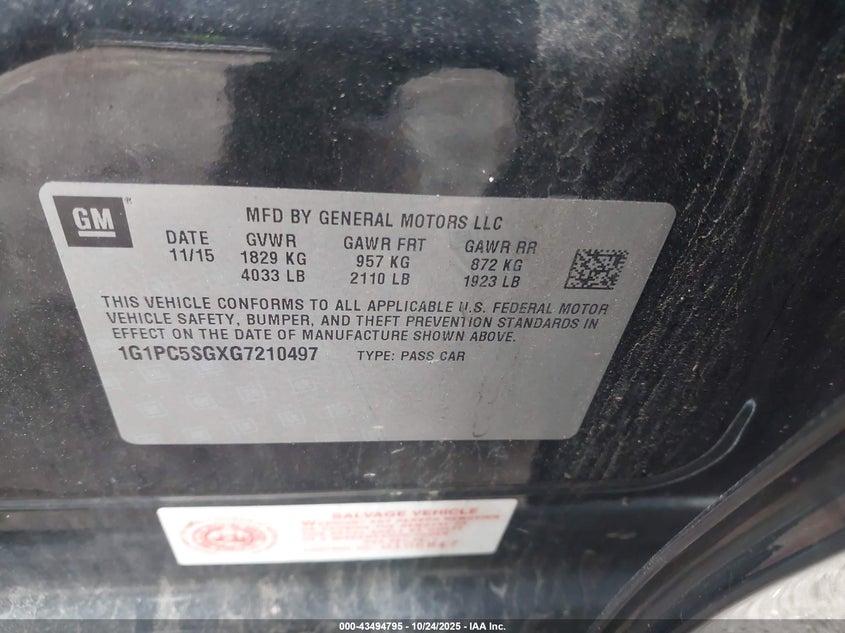 GM®
MFD BY GENERAL MOTORS LLC
DATE GVWR GAWR FRT GAWR RR
11/15 1829 KG 957 KG 872 KG
4033 LB 2110 LB 1923 LB
THIS VEHICLE CONFORMS TO ALL APPLICABLE U.S. FEDERAL MOTOR
VEHICLE SAFETY, BUMPER, AND THEFT PREVENTION STANDARDS IN
EFFECT ON THE DATE OF MANUFACTURE SHOWN ABOVE.
1G1PC5SGXG7210497 TYPE: PASS CAR
SALVAGE VEHICLE
000-43494795 - 10/24/2025 - IAA Inc.